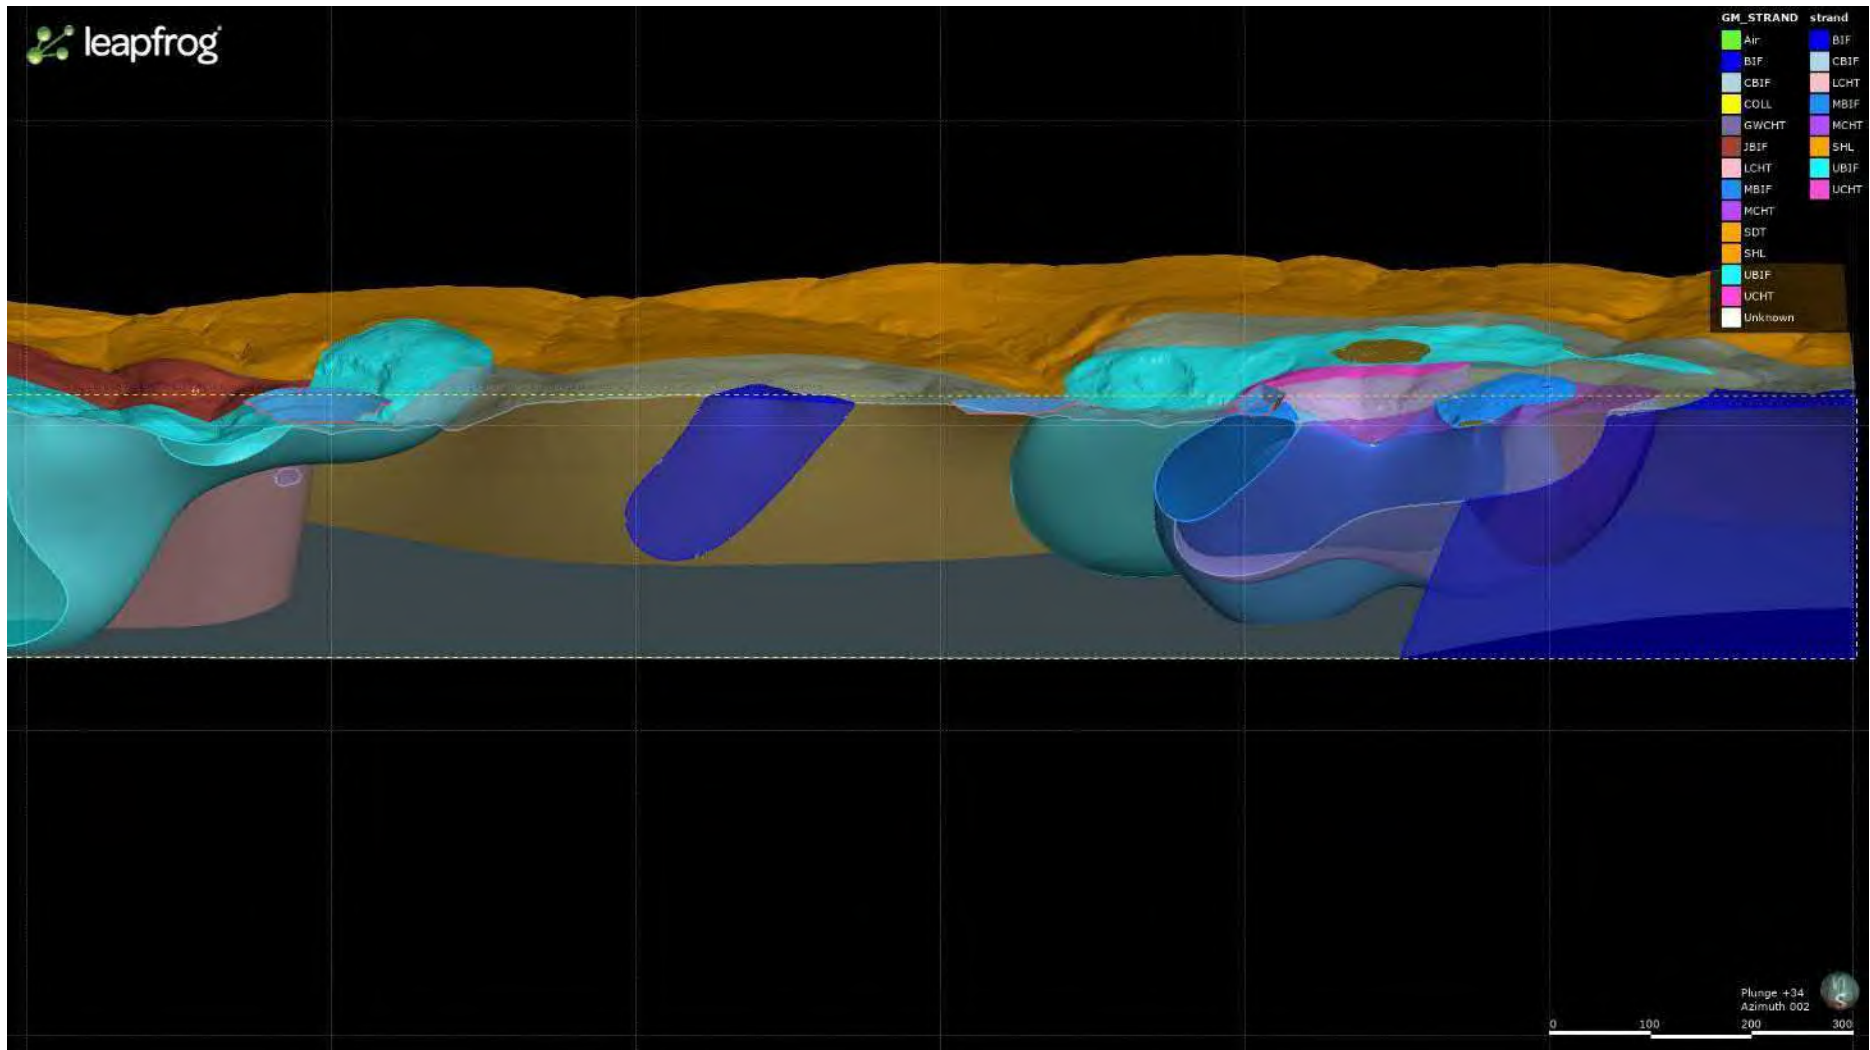 leapfrog
GM_STRAND strand
Air BIF
BIF CBIF
CBIF LCHT
COLL MBIF
GWCHT MCHT
JBIF SHL
LCHT UBIF
MBIF UCHT
MCHT
SDT
SHL
UBIF
UCHT
Unknown
Plunge +34
Azimuth 002
0 100 200 300